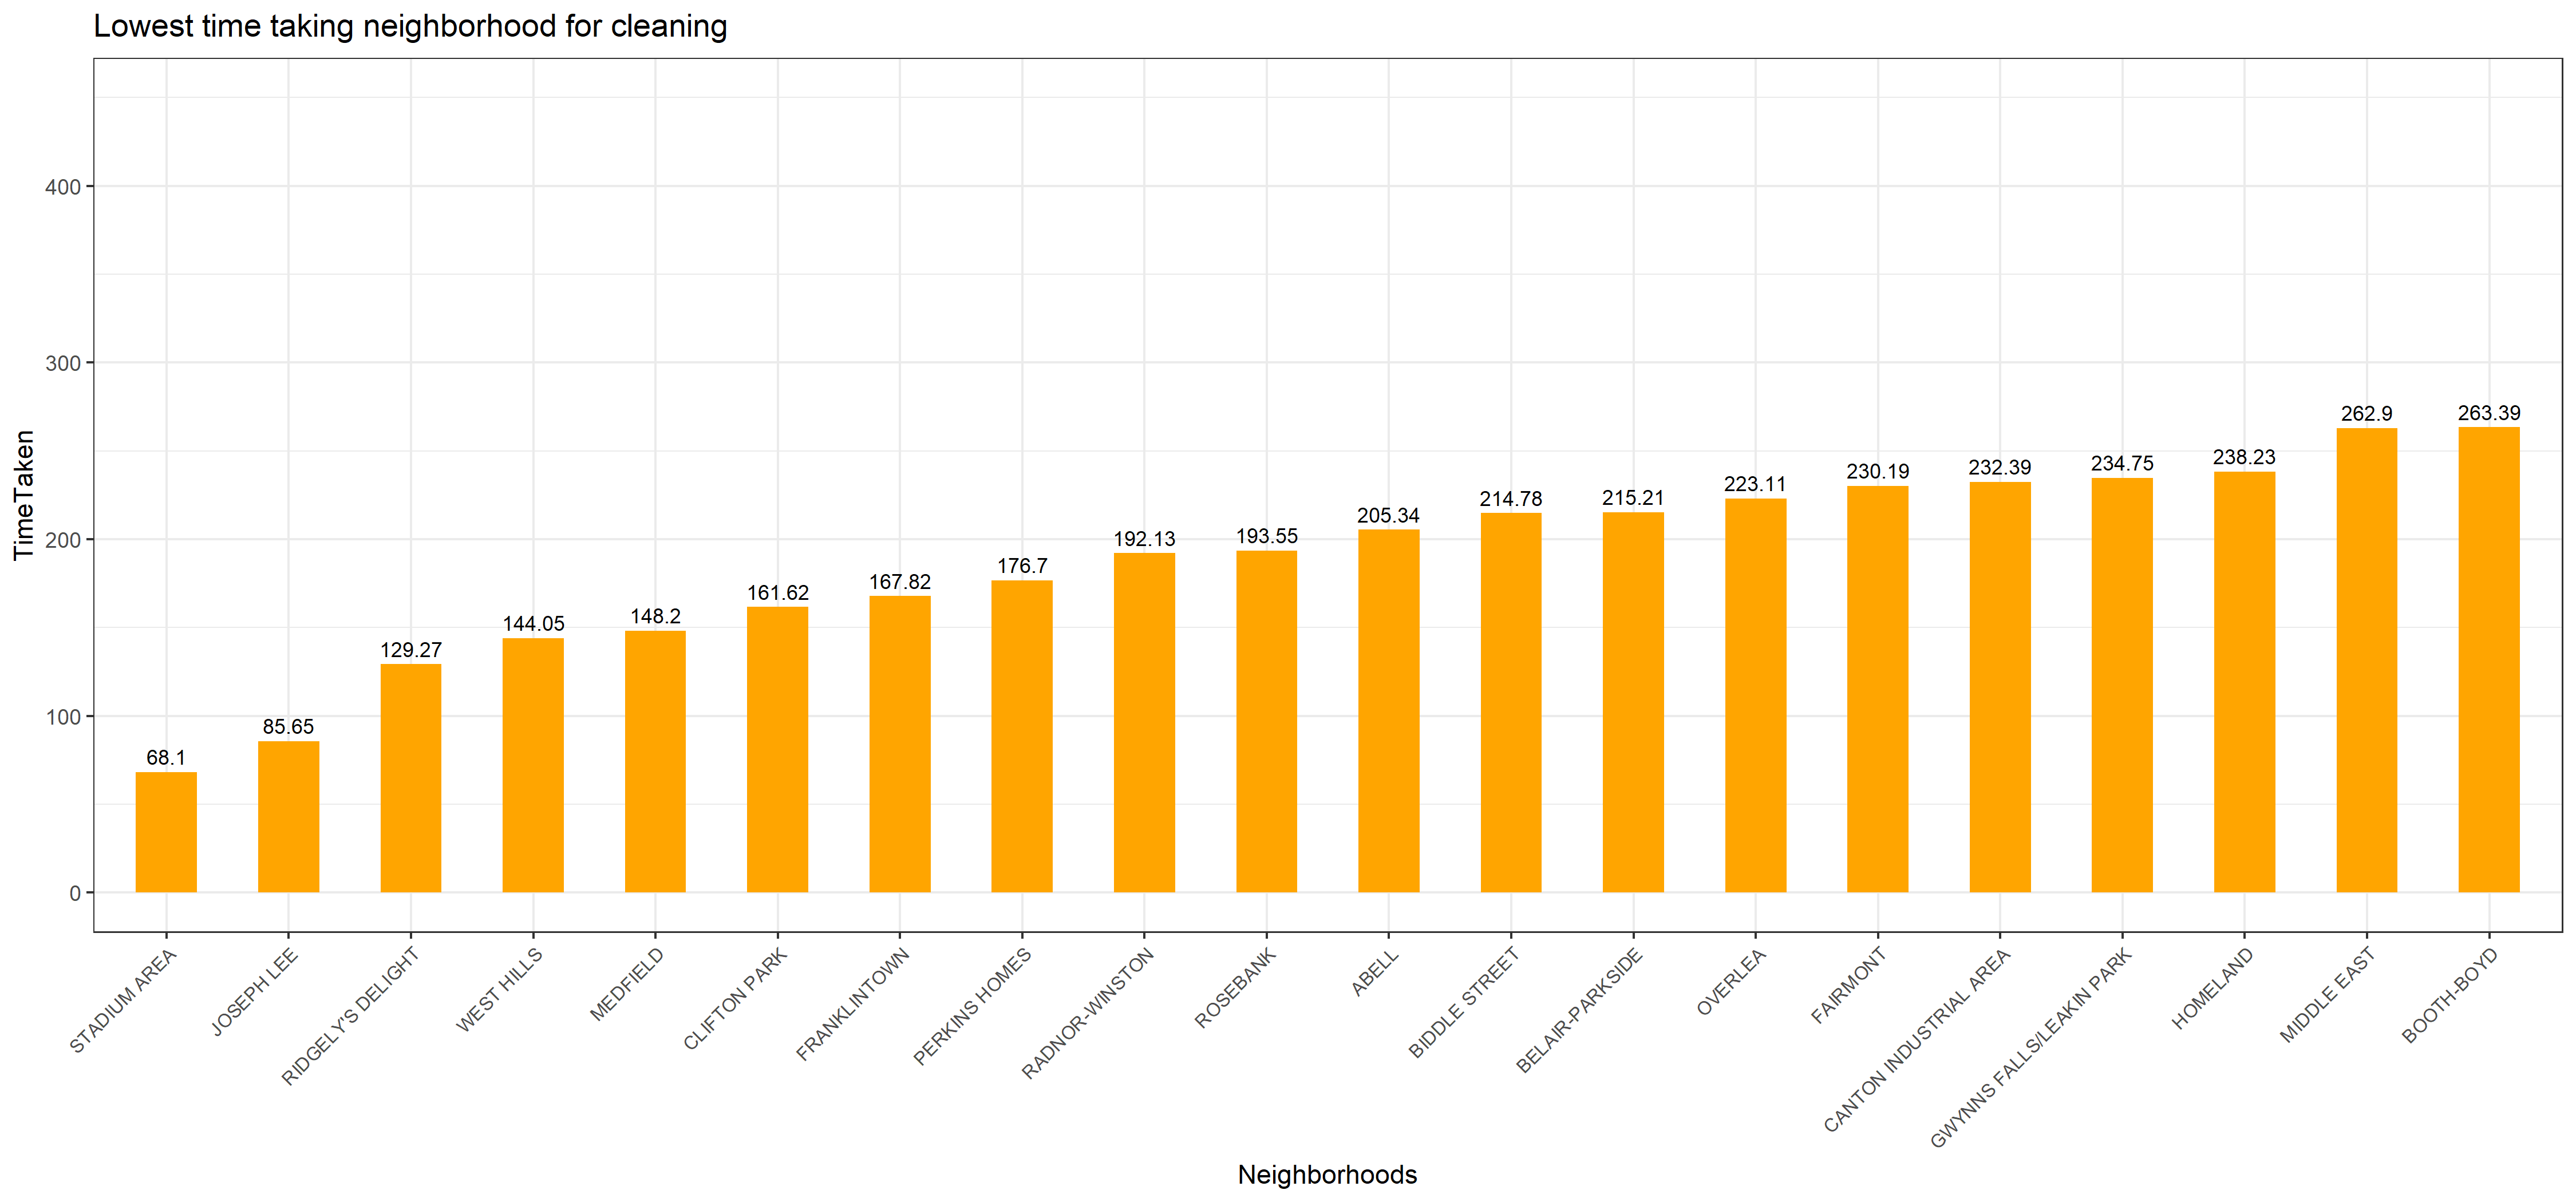 Lowest time taking neighborhood for cleaning
TimeTaken
400
300
200
100
0
68.1
85.65
129.27
144.05
148.2
161.62
167.82
176.7
192.13
193.55
205.34
214.78
215.21
223.11
230.19
232.39
234.75
238.23
262.9
263.39
STADIUM AREA
JOSEPH LEE
RIDGELY'S DELIGHT
WEST HILLS
MEDFIELD
CLIFTON PARK
FRANKLINTOWN
PERKINS HOMES
RADNOR-WINSTON
ROSEBANK
ABELL
BIDDLE STREET
BELAIR-PARKSIDE
OVERLEA
FAIRMONT
CANTON INDUSTRIAL AREA
GWYNNS FALLS/LEAKIN PARK
HOMELAND
MIDDLE EAST
BOOTH-BOYD
Neighborhoods